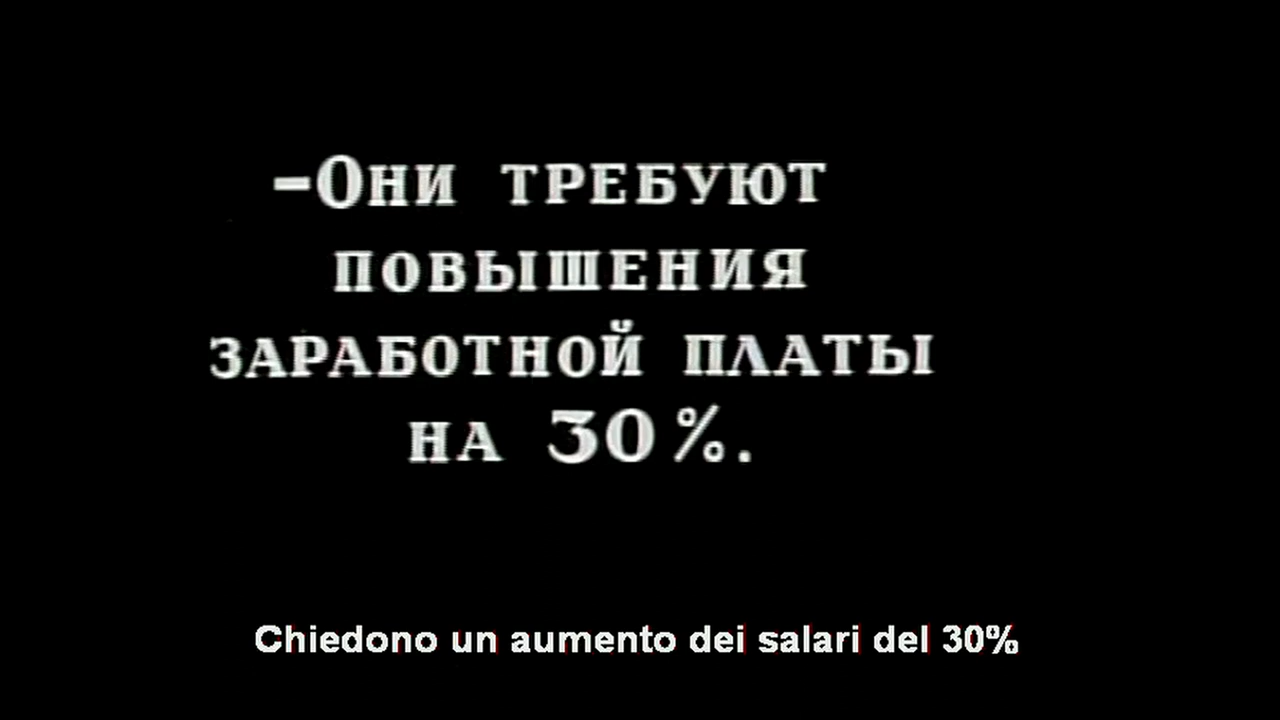 -Они требуют
повышения
заработной платы
на 30%.
Chiedono un aumento dei salari del 30%